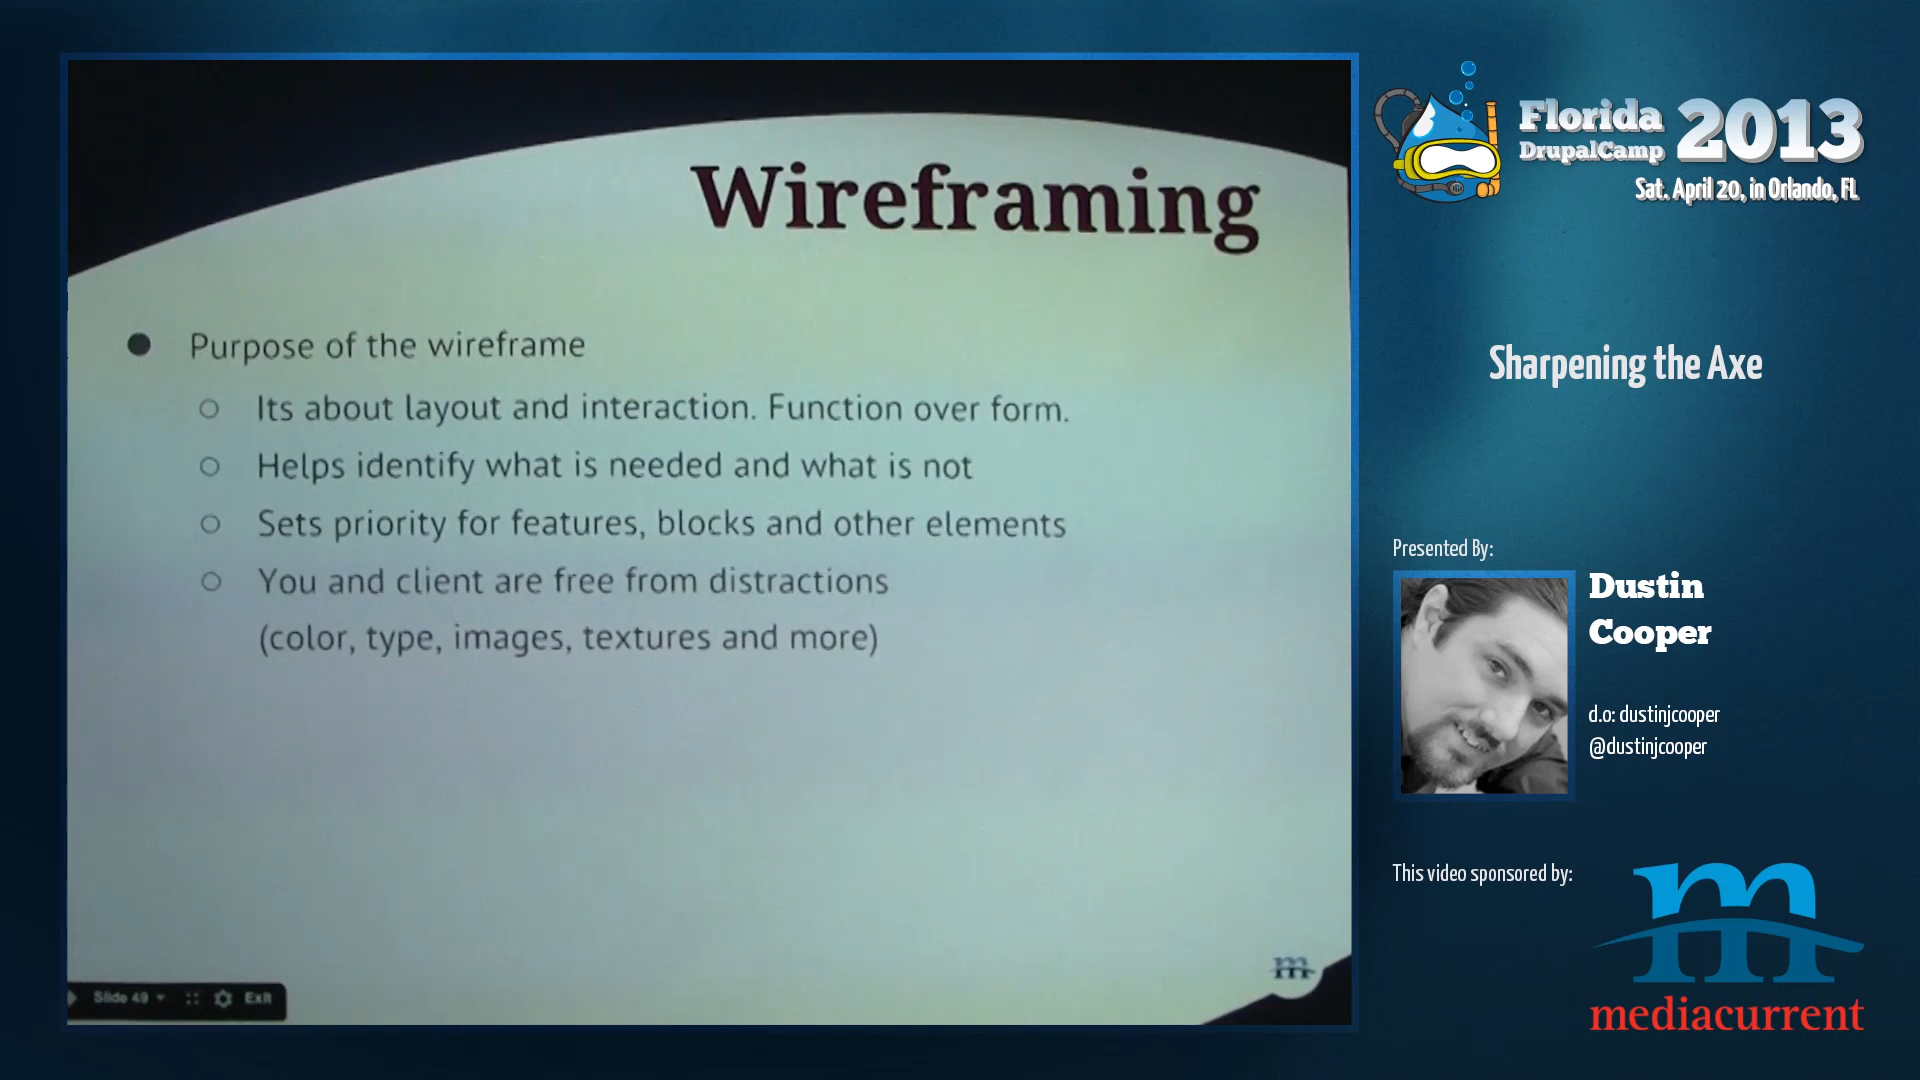 Wireframing
Purpose of the wireframe
Its about layout and interaction. Function over form.
Helps identify what is needed and what is not
Sets priority for features, blocks and other elements
You and client are free from distractions
(color, type, images, textures and more)
m
Slide 49
Exit
Florida
DrupalCamp
2013
Sat. April 20, in Orlando, FL
Sharpening the Axe
Presented By:
Dustin
Cooper
d.o: dustinjcooper
@dustinjcooper
This video sponsored by:
m
mediacurrent